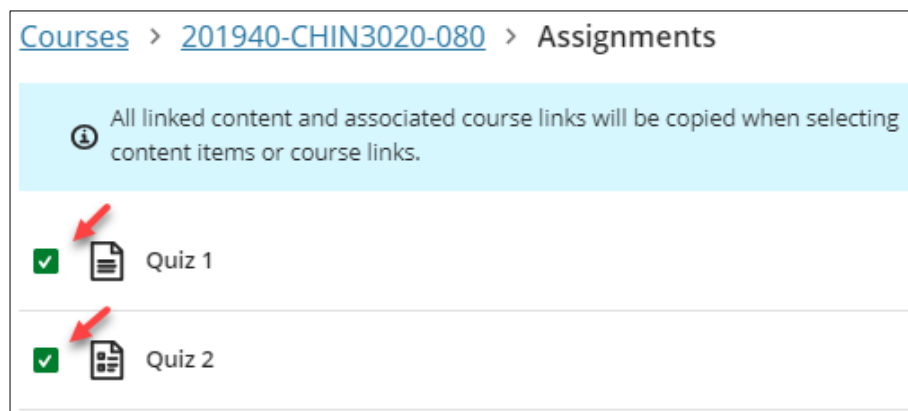 Courses > 201940-CHIN3020-080 > Assignments
All linked content and associated course links will be copied when selecting
content items or course links.
Quiz 1
Quiz 2